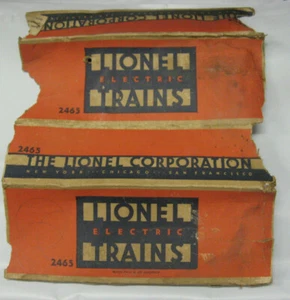 THE LIONEL CORPORATION
LIONEL
ELECTRIC
TRAINS
2465
2465
THE LIONEL CORPORATION
NEW YORK CHICAGO SAN FRANCISCO
LIONEL
ELECTRIC
TRAINS
2465